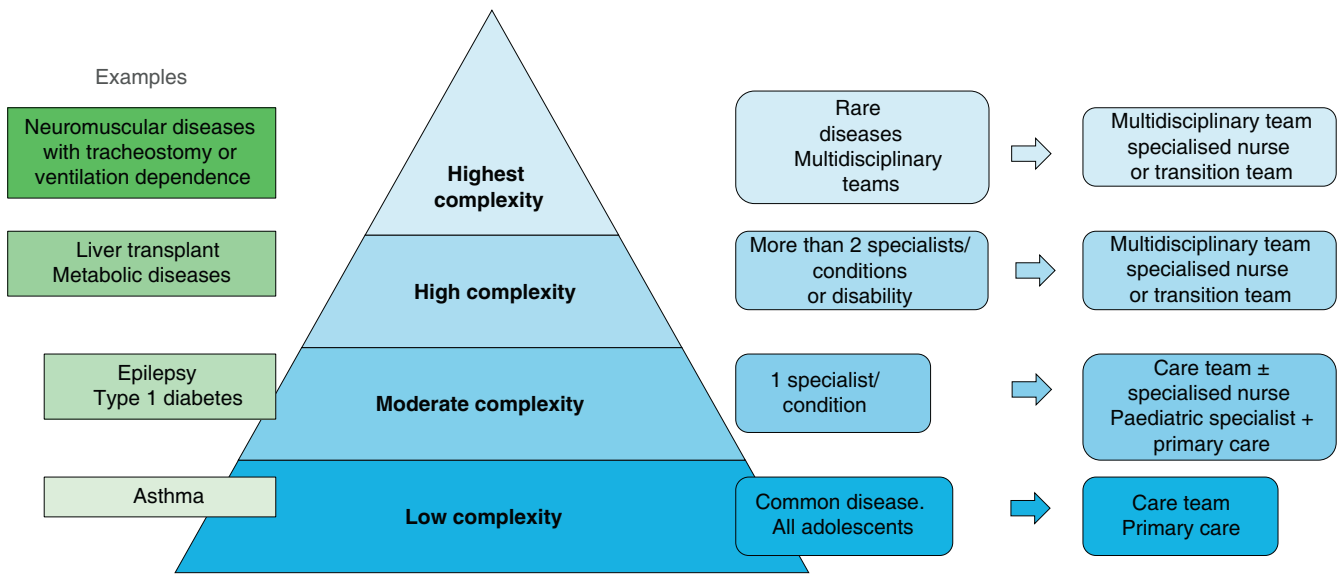 Examples
Neuromuscular diseases
with tracheostomy or
ventilation dependence
Highest
complexity
Rare
diseases
Multidisciplinary
teams
Multidisciplinary team
specialised nurse
or transition team
Liver transplant
Metabolic diseases
High complexity
More than 2 specialists/
conditions
or disability
Multidisciplinary team
specialised nurse
or transition team
Epilepsy
Type 1 diabetes
Moderate complexity
1 specialist/
condition
Care team ±
specialised nurse
Paediatric specialist +
primary care
Asthma
Low complexity
Common disease.
All adolescents
Care team
Primary care